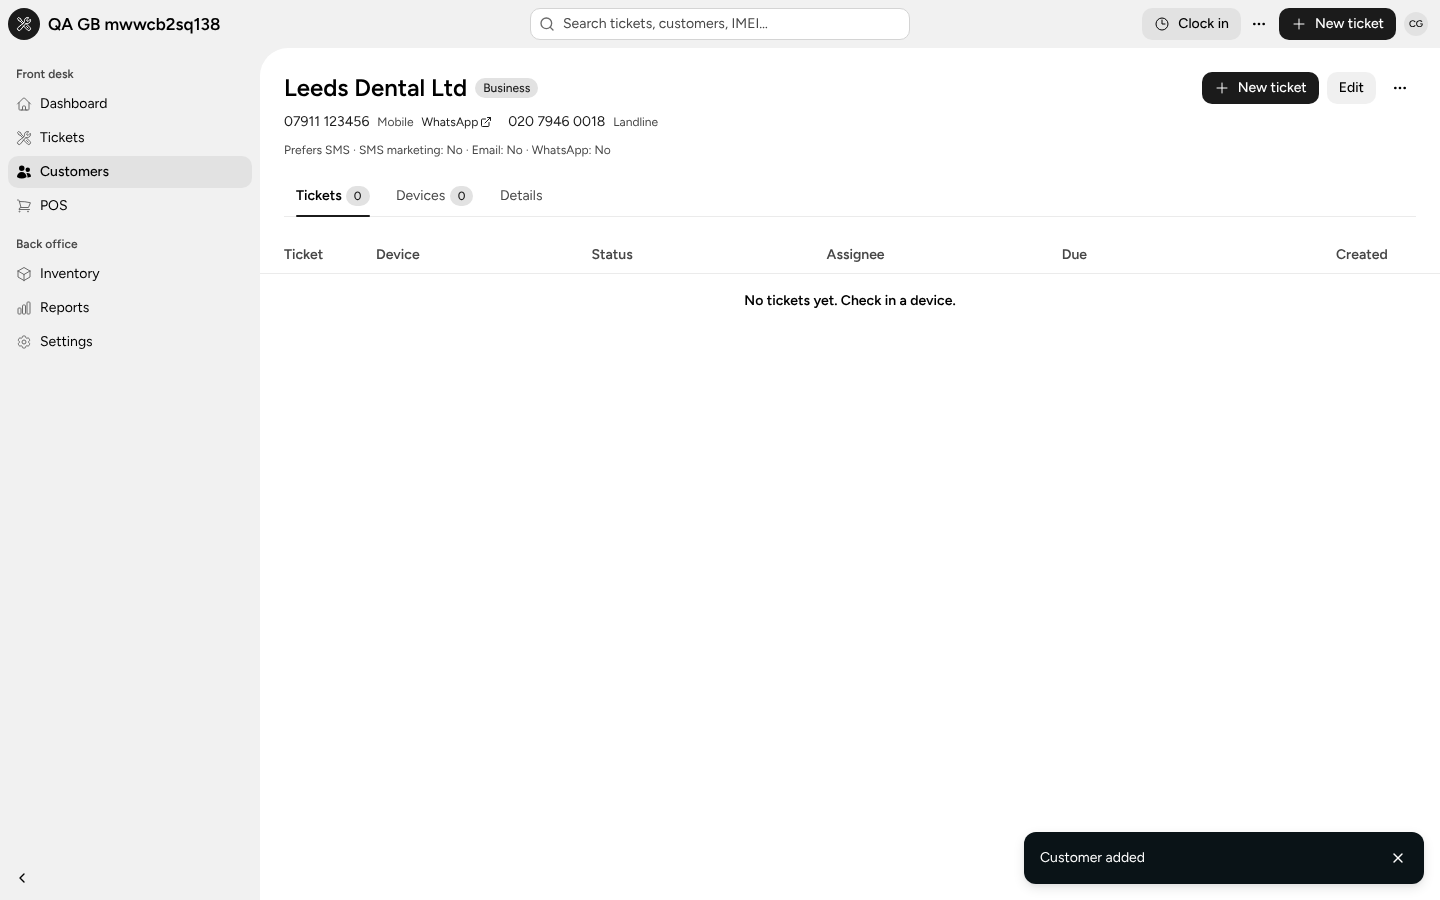 QA GB mwwcb2sq138
Search tickets, customers, IMEI...
Clock in
New ticket
CG
Front desk
Dashboard
Tickets
Customers
POS
Back office
Inventory
Reports
Settings
Leeds Dental Ltd Business
New ticket
Edit
07911 123456 Mobile WhatsApp 020 7946 0018 Landline
Prefers SMS · SMS marketing: No · Email: No · WhatsApp: No
Tickets 0 Devices 0 Details
Ticket Device Status Assignee Due Created
No tickets yet. Check in a device.
Customer added